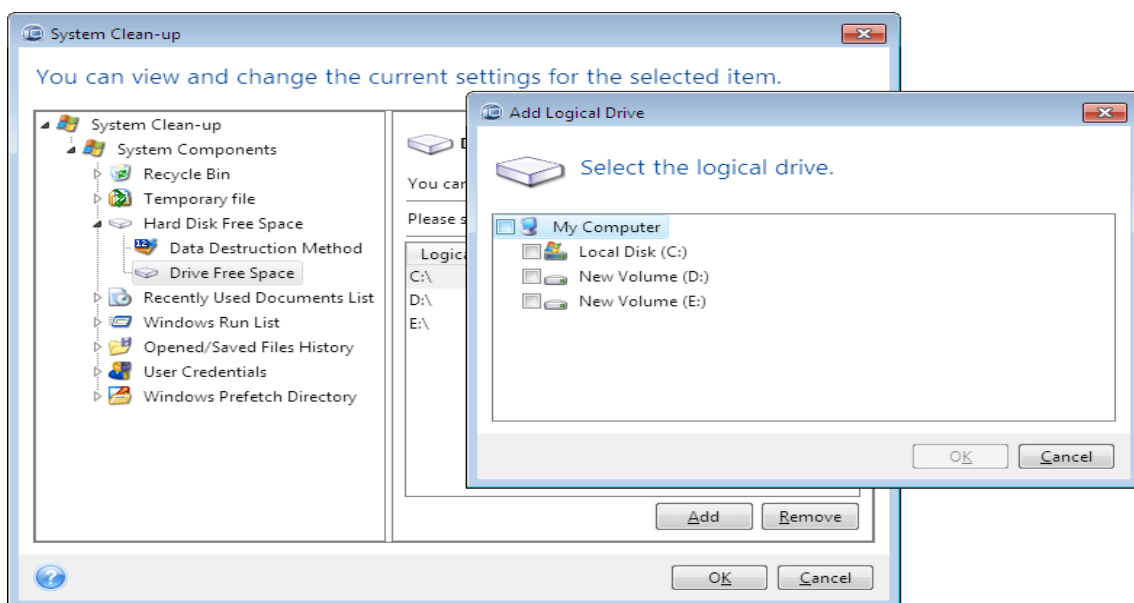 System Clean-up
You can view and change the current settings for the selected item.
System Clean-up
System Components
Recycle Bin
Temporary file
Hard Disk Free Space
Data Destruction Method
Drive Free Space
Recently Used Documents List
Windows Run List
Opened/Saved Files History
User Credentials
Windows Prefetch Directory
You can
Please
C:\
D:\
E:\
Add
Remove
OK
Cancel
Add Logical Drive
Select the logical drive.
My Computer
Local Disk (C:)
New Volume (D:)
New Volume (E:)
OK
Cancel